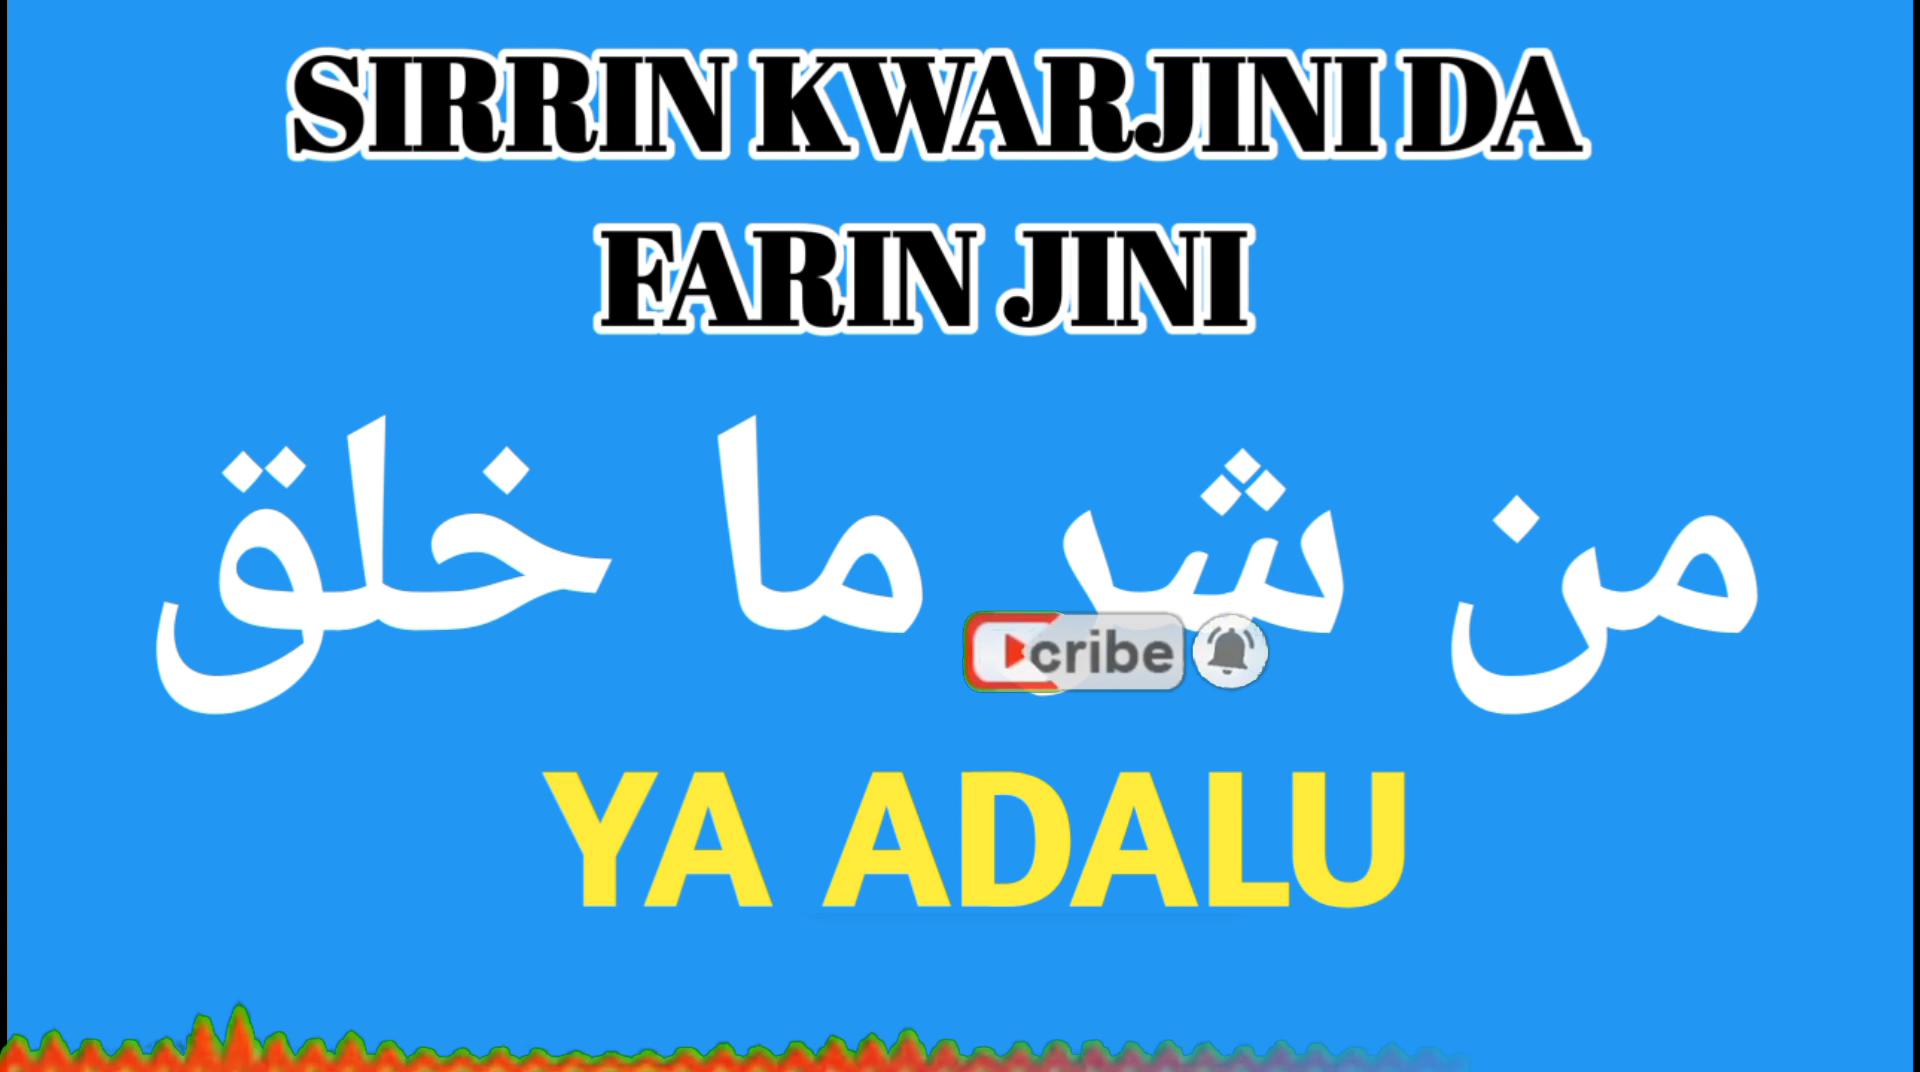 SIRRIN KWARJINI DA
FARIN JINI
من شر ما خلق
cribe
YA ADALU